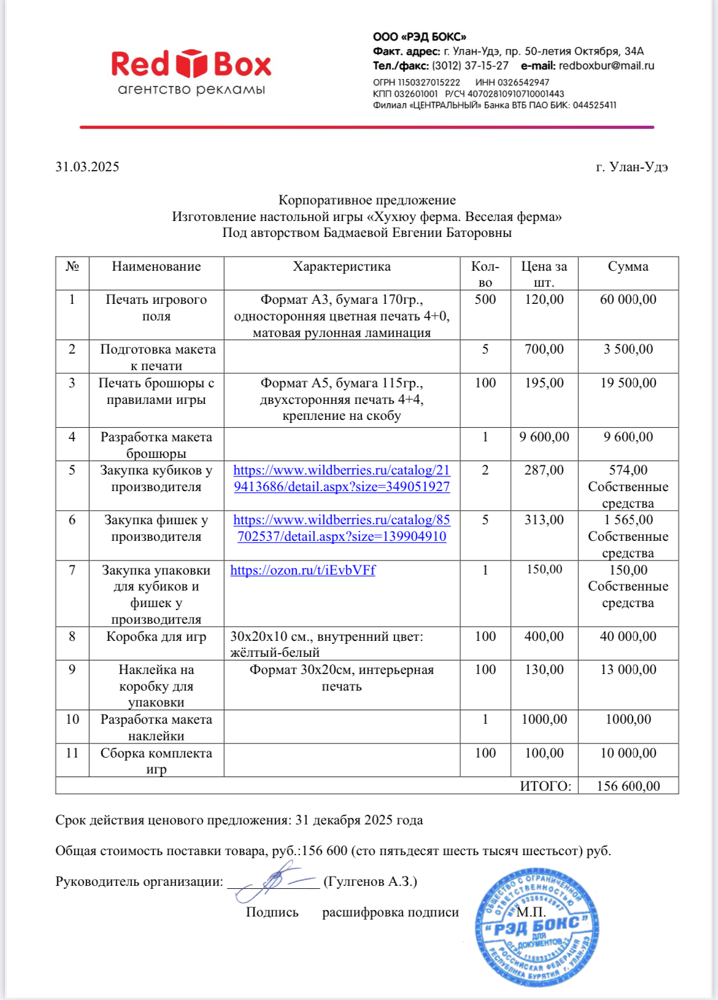 Red Box
агентство рекламы
ООО «РЭД БОКС»
Факт. адрес: г. Улан-Удэ, пр. 50-летия Октября, 34А
Тел./факс: (3012) 37-15-27 e-mail: redboxbur@mail.ru
ОГРН 1150327015222 ИНН 0326542947
КПП 032601001 Р/СЧ 40702810910710001443
Филиал «ЦЕНТРАЛЬНЫЙ» Банка ВТБ ПАО БИК: 044525411
31.03.2025 г. Улан-Удэ
Корпоративное предложение
Изготовление настольной игры «Хухюу ферма. Веселая ферма»
Под авторством Бадмаевой Евгении Баторовны
№ Наименование Характеристика Кол-во Цена за шт. Сумма
1 Печать игрового поля Формат А3, бумага 170гр., односторонняя цветная печать 4+0, матовая рулонная ламинация 500 120,00 60 000,00
2 Подготовка макета к печати 5 700,00 3 500,00
3 Печать брошюры с правилами игры Формат А5, бумага 115гр., двухсторонняя печать 4+4, крепление на скобу 100 195,00 19 500,00
4 Разработка макета брошюры 1 9 600,00 9 600,00
5 Закупка кубиков у производителя https://www.wildberries.ru/catalog/219413686/detail.aspx?size=349051927 2 287,00 574,00 Собственные средства
6 Закупка фишек у производителя https://www.wildberries.ru/catalog/85702537/detail.aspx?size=139904910 5 313,00 1 565,00 Собственные средства
7 Закупка упаковки для кубиков и фишек у производителя https://ozon.ru/t/iEvbVFf 1 150,00 150,00 Собственные средства
8 Коробка для игр 30х20х10 см., внутренний цвет: жёлтый-белый 100 400,00 40 000,00
9 Наклейка на коробку для упаковки Формат 30х20см, интерьерная печать 100 130,00 13 000,00
10 Разработка макета наклейки 1 1000,00 1000,00
11 Сборка комплекта игр 100 100,00 10 000,00
ИТОГО: 156 600,00
Срок действия ценового предложения: 31 декабря 2025 года
Общая стоимость поставки товара, руб.:156 600 (сто пятьдесят шесть тысяч шестьсот) руб.
Руководитель организации: ______________ (Гулгенов А.З.)
Подпись расшифровка подписи М.П.
ОБЩЕСТВО С ОГРАНИЧЕННОЙ
ОТВЕТСТВЕННОСТЬЮ
ИНН 0326542947
"РЭД БОКС"
ДЛЯ
ДОКУМЕНТОВ
ОГРН 1150327015222
РОССИЙСКАЯ ФЕДЕРАЦИЯ
РЕСПУБЛИКА БУРЯТИЯ г. УЛАН-УДЭ